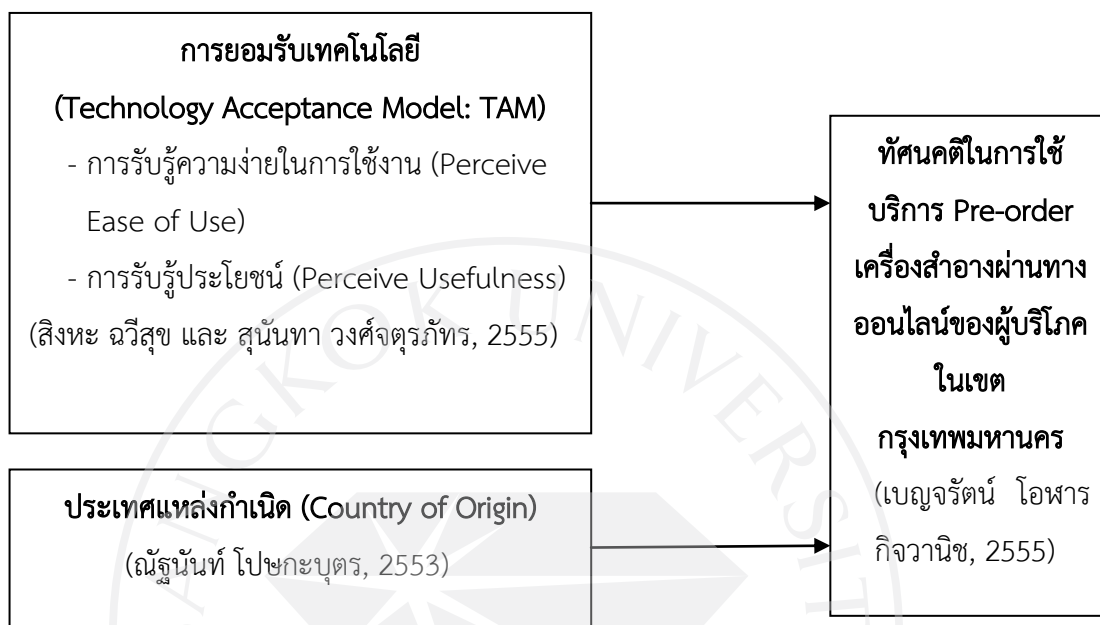 การยอมรับเทคโนโลยี
(Technology Acceptance Model: TAM)
- การรับรู้ความง่ายในการใช้งาน (Perceive
Ease of Use)
- การรับรู้ประโยชน์ (Perceive Usefulness)
(สิงหะ ฉวีสุข และ สุนันทา วงศ์จตุรภัทร, 2555)
ประเทศแหล่งกำเนิด (Country of Origin)
(ณัฐนันท์ โปษกะบุตร, 2553)
ทัศนคติในการใช้
บริการ Pre-order
เครื่องสำอางผ่านทาง
ออนไลน์ของผู้บริโภค
ในเขต
กรุงเทพมหานคร
(เบญจรัตน์ โอฬาร
กิจวานิช, 2555)
ANGKOK UNIVERSIT